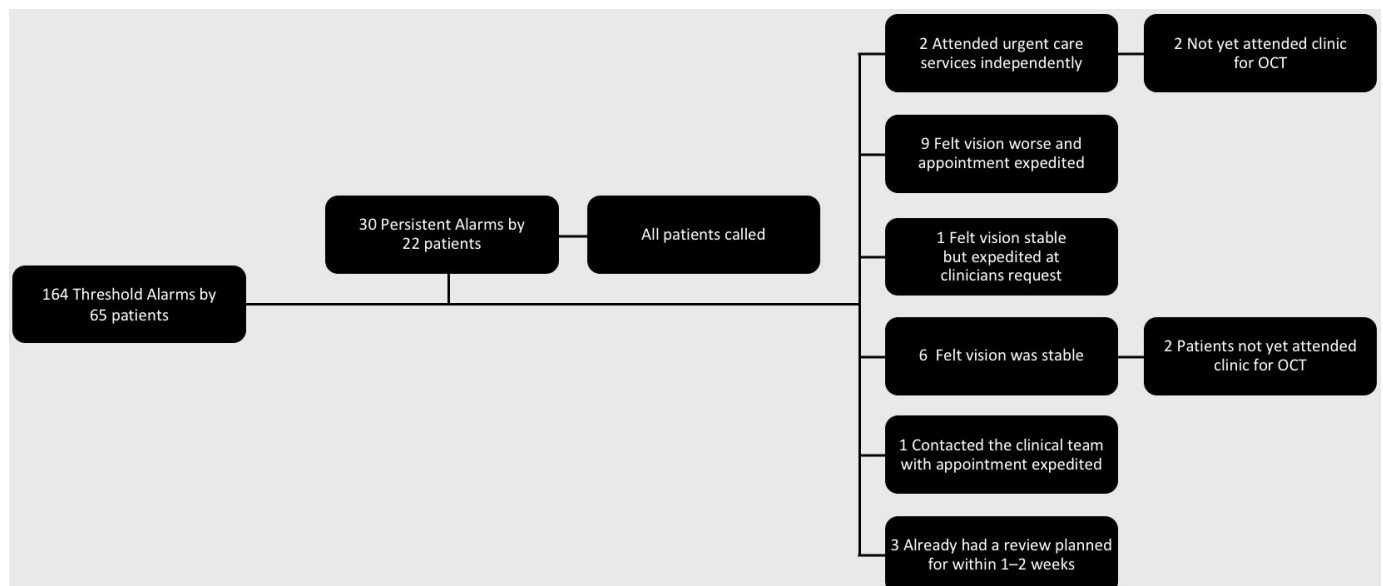 164 Threshold Alarms by
65 patients
30 Persistent Alarms by
22 patients
All patients called
2 Attended urgent care
services independently
2 Not yet attended clinic
for OCT
9 Felt vision worse and
appointment expedited
1 Felt vision stable
but expedited at
clinicians request
6 Felt vision was stable
2 Patients not yet attended
clinic for OCT
1 Contacted the clinical team
with appointment expedited
3 Already had a review planned
for within 1–2 weeks